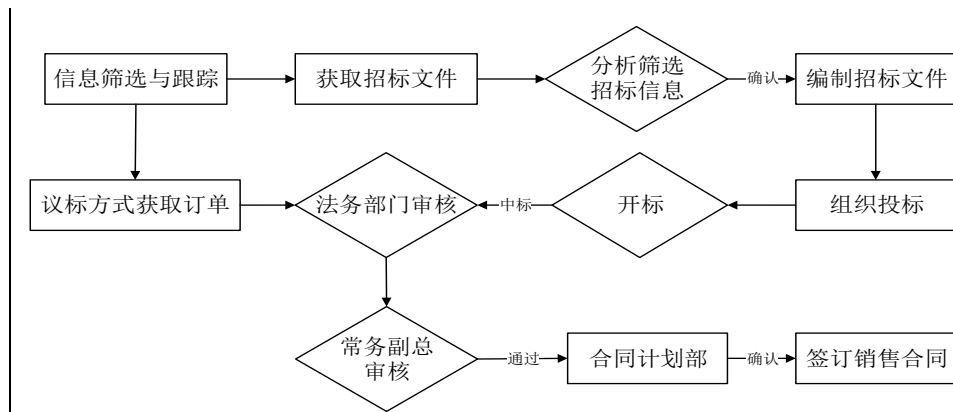 信息筛选与跟踪
获取招标文件
分析筛选
招标信息
确认
编制招标文件
议标方式获取订单
法务部门审核
中标
开标
组织投标
常务副总
审核
通过
合同计划部
确认
签订销售合同